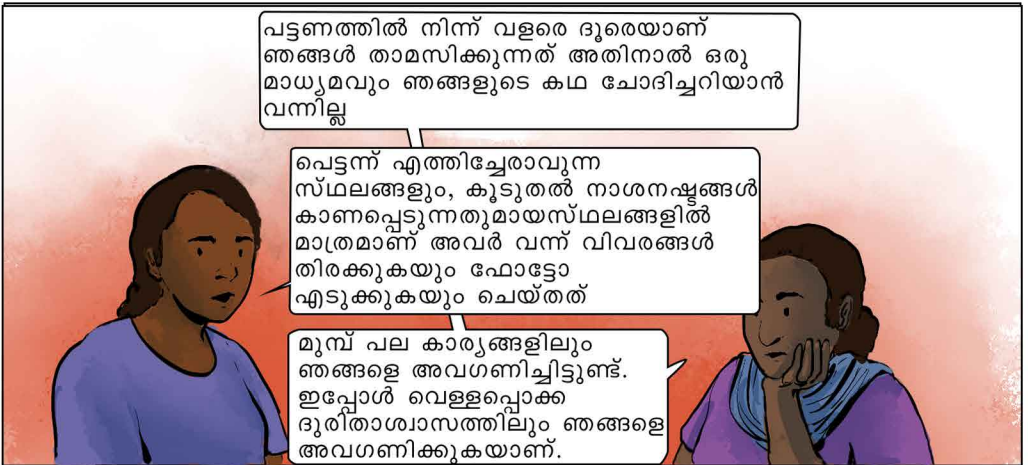 പട്ടണത്തിൽ നിന്ന് വളരെ ദൂരെയാണ്
ഞങ്ങൾ താമസിക്കുന്നത് അതിനാൽ ഒരു
മാധ്യമവും ഞങ്ങളുടെ കഥ ചോദിച്ചറിയാൻ
വന്നില്ല
പെട്ടന്ന് എത്തിച്ചേരാവുന്ന
സ്ഥലങ്ങളും, കൂടുതൽ നാശനഷ്ടങ്ങൾ
കാണപ്പെടുന്നതുമായസ്ഥലങ്ങളിൽ
മാത്രമാണ് അവർ വന്ന് വിവരങ്ങൾ
തിരക്കുകയും ഫോട്ടോ
എടുക്കുകയും ചെയ്തത്
മുമ്പ് പല കാര്യങ്ങളിലും
ഞങ്ങളെ അവഗണിച്ചിട്ടുണ്ട്.
ഇപ്പോൾ വെള്ളപ്പൊക്ക
ദുരിതാശ്വാസത്തിലും ഞങ്ങളെ
അവഗണിക്കുകയാണ്.